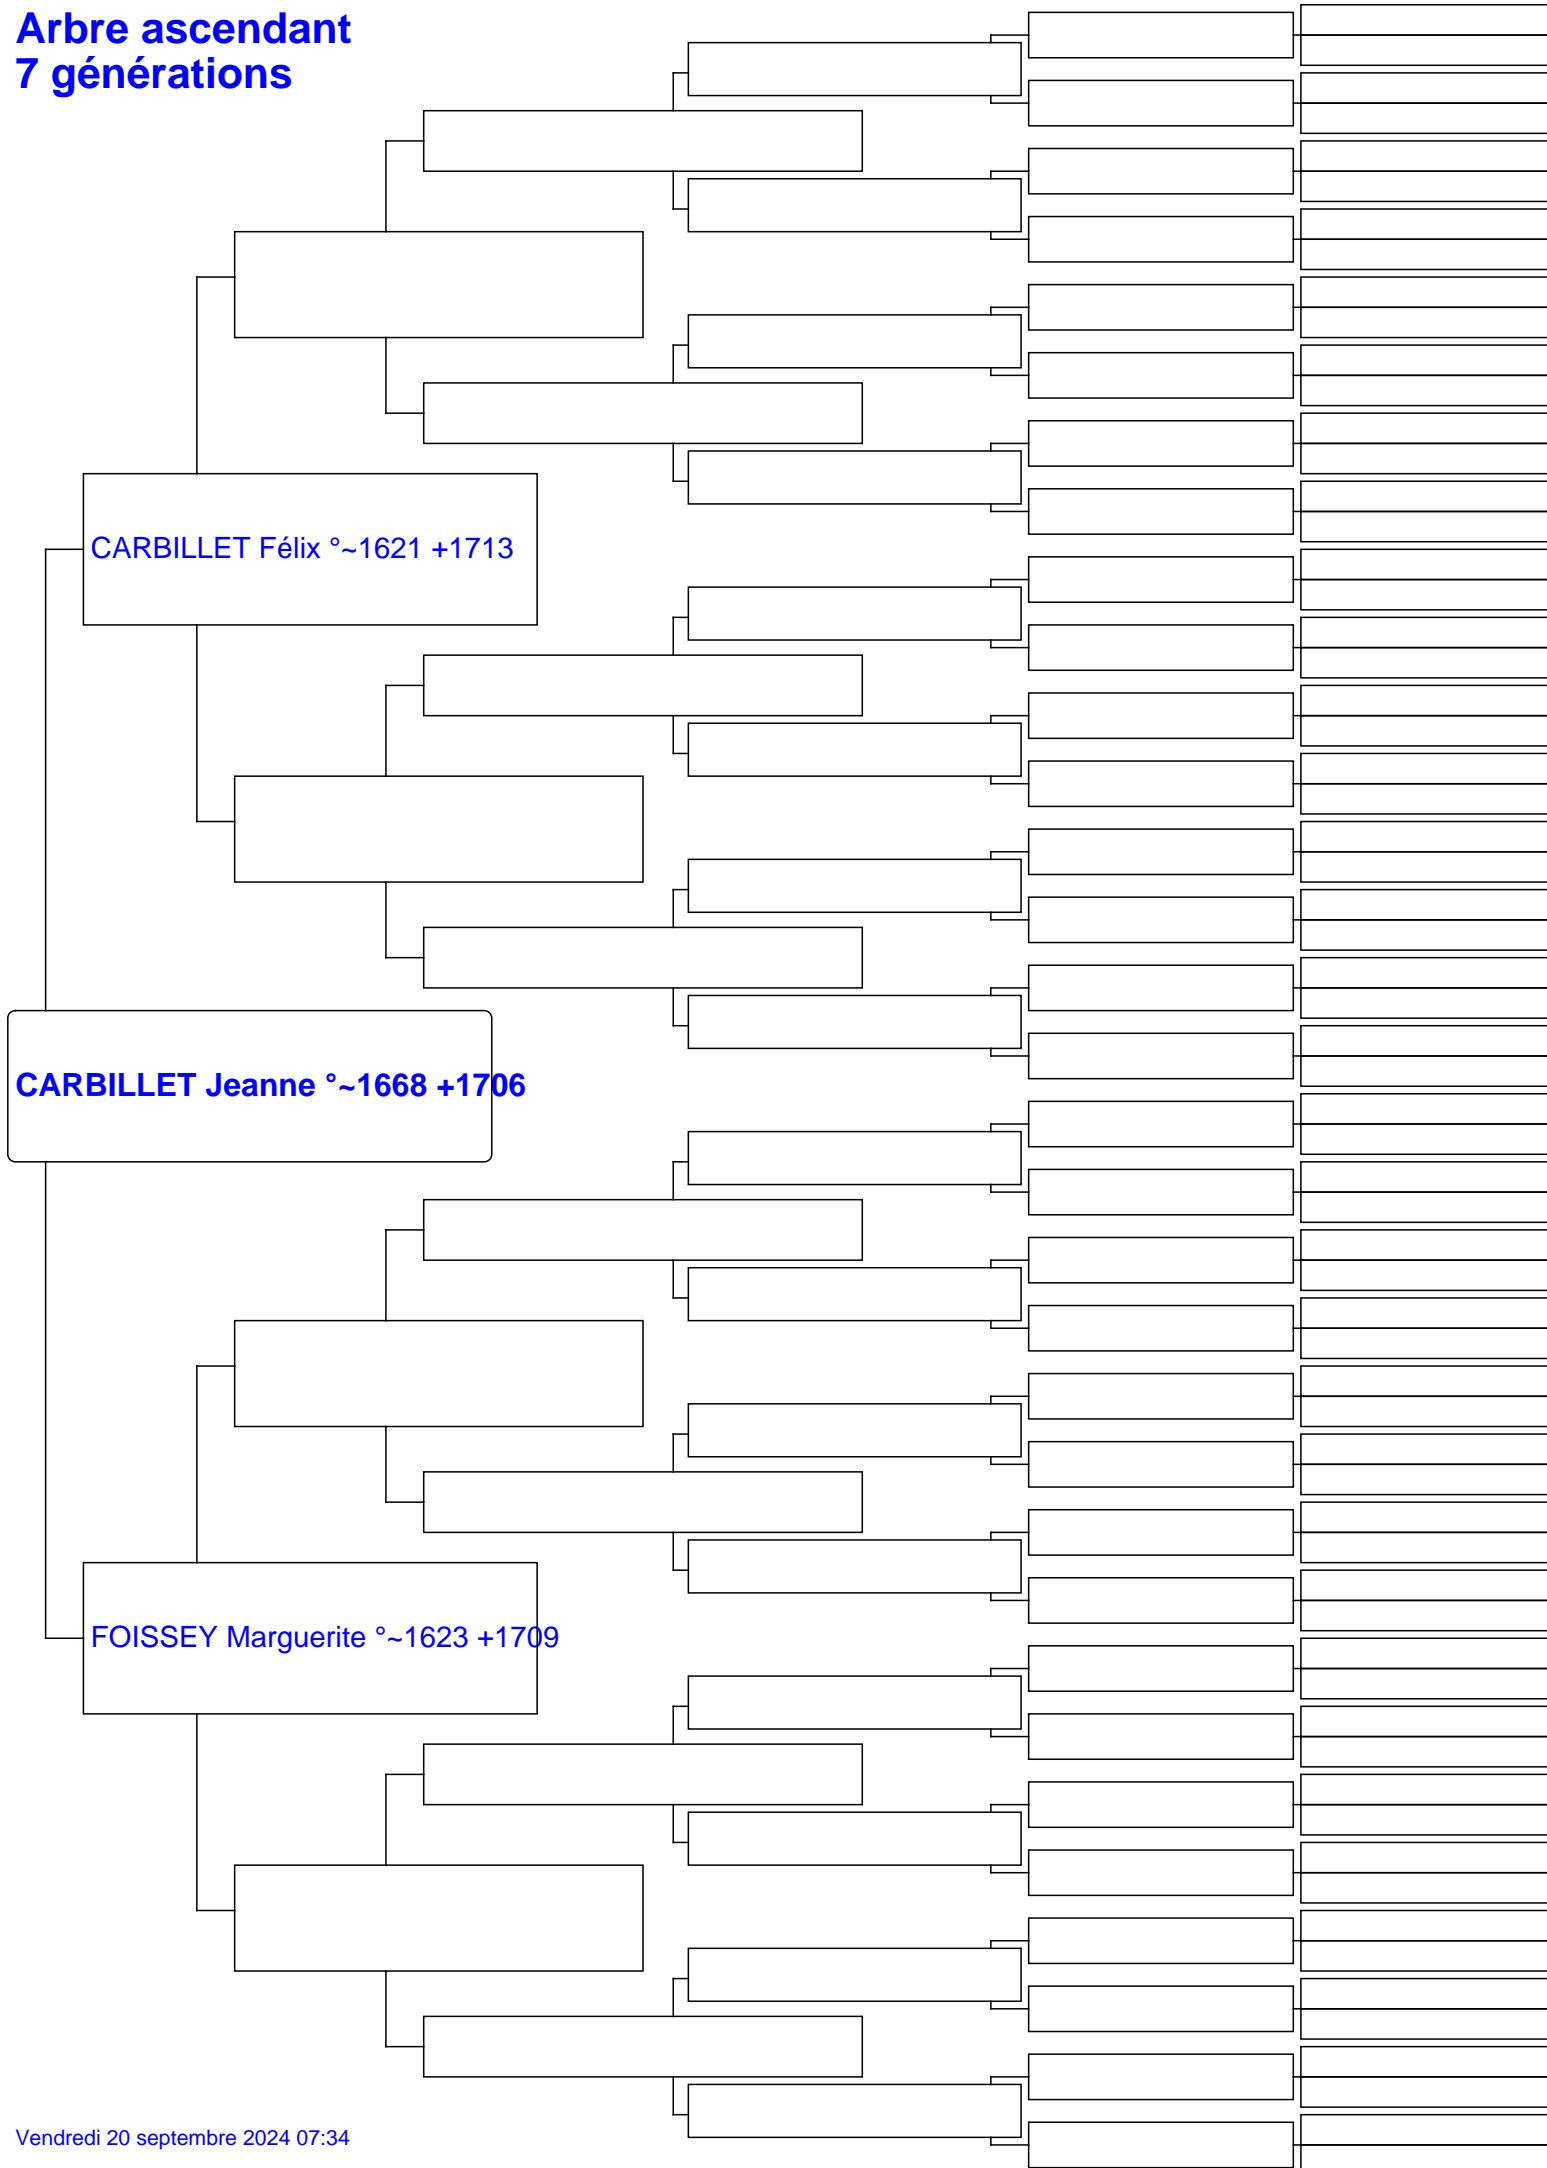 Arbre ascendant
7 générations
CARBILLET Félix °~1621 +1713
CARBILLET Jeanne °~1668 +1706
FOISSEY Marguerite °~1623 +1709
Vendredi 20 septembre 2024 07:34